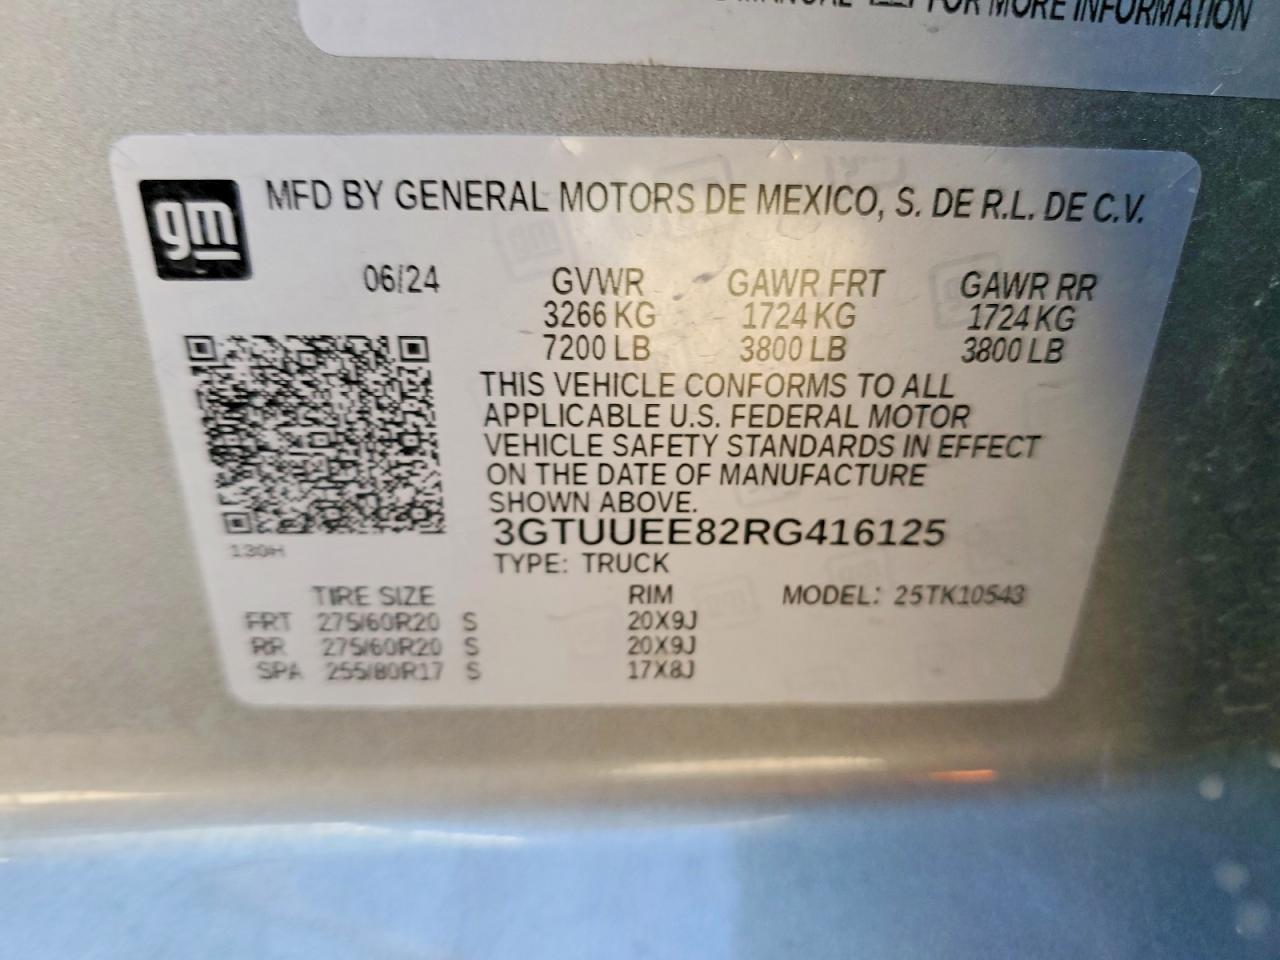 MANUAL FOR MORE INFORMATION
gm
MFD BY GENERAL MOTORS DE MEXICO, S. DE R.L. DE C.V.
06/24 GVWR GAWR FRT GAWR RR
3266 KG 1724 KG 1724 KG
7200 LB 3800 LB 3800 LB
THIS VEHICLE CONFORMS TO ALL
APPLICABLE U.S. FEDERAL MOTOR
VEHICLE SAFETY STANDARDS IN EFFECT
ON THE DATE OF MANUFACTURE
SHOWN ABOVE.
3GTUUEE82RG416125
130H
TYPE: TRUCK
TIRE SIZE RIM MODEL: 25TK10543
FRT 275/60R20 S 20X9J
RR 275/60R20 S 20X9J
SPA 255/80R17 S 17X8J